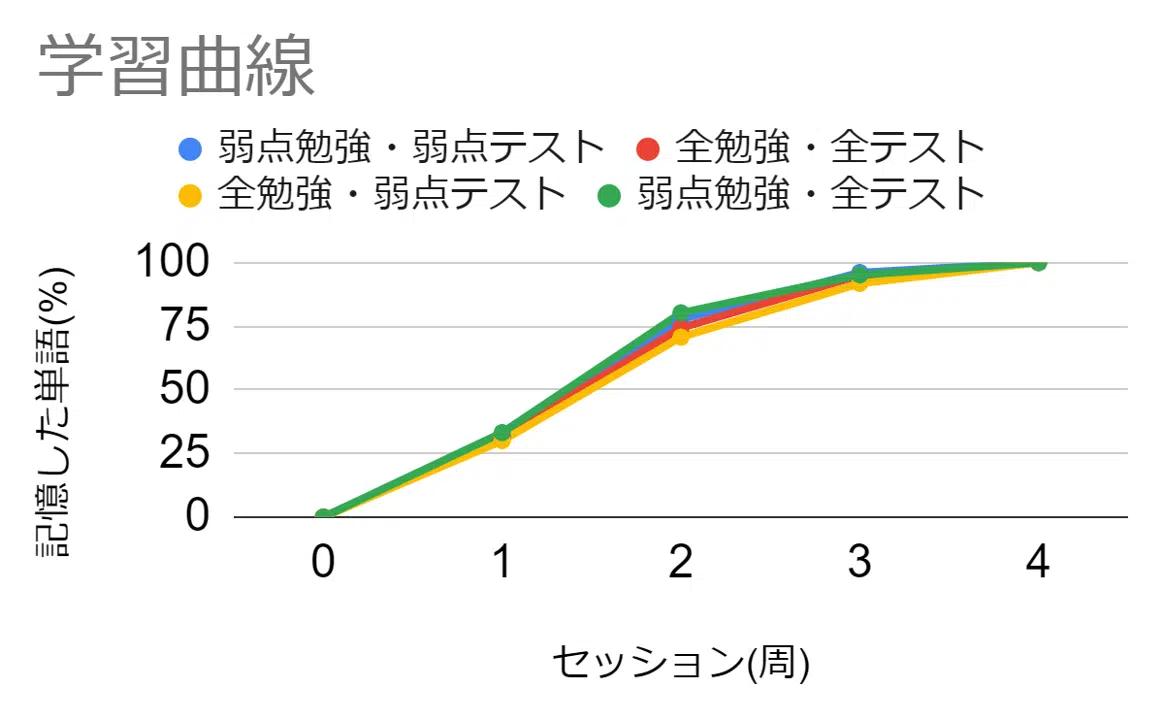 学習曲線
弱点勉強・弱点テスト 全勉強・全テスト
全勉強・弱点テスト 弱点勉強・全テスト
記憶した単語(%)
100
75
50
25
0
0 1 2 3 4
セッション(周)